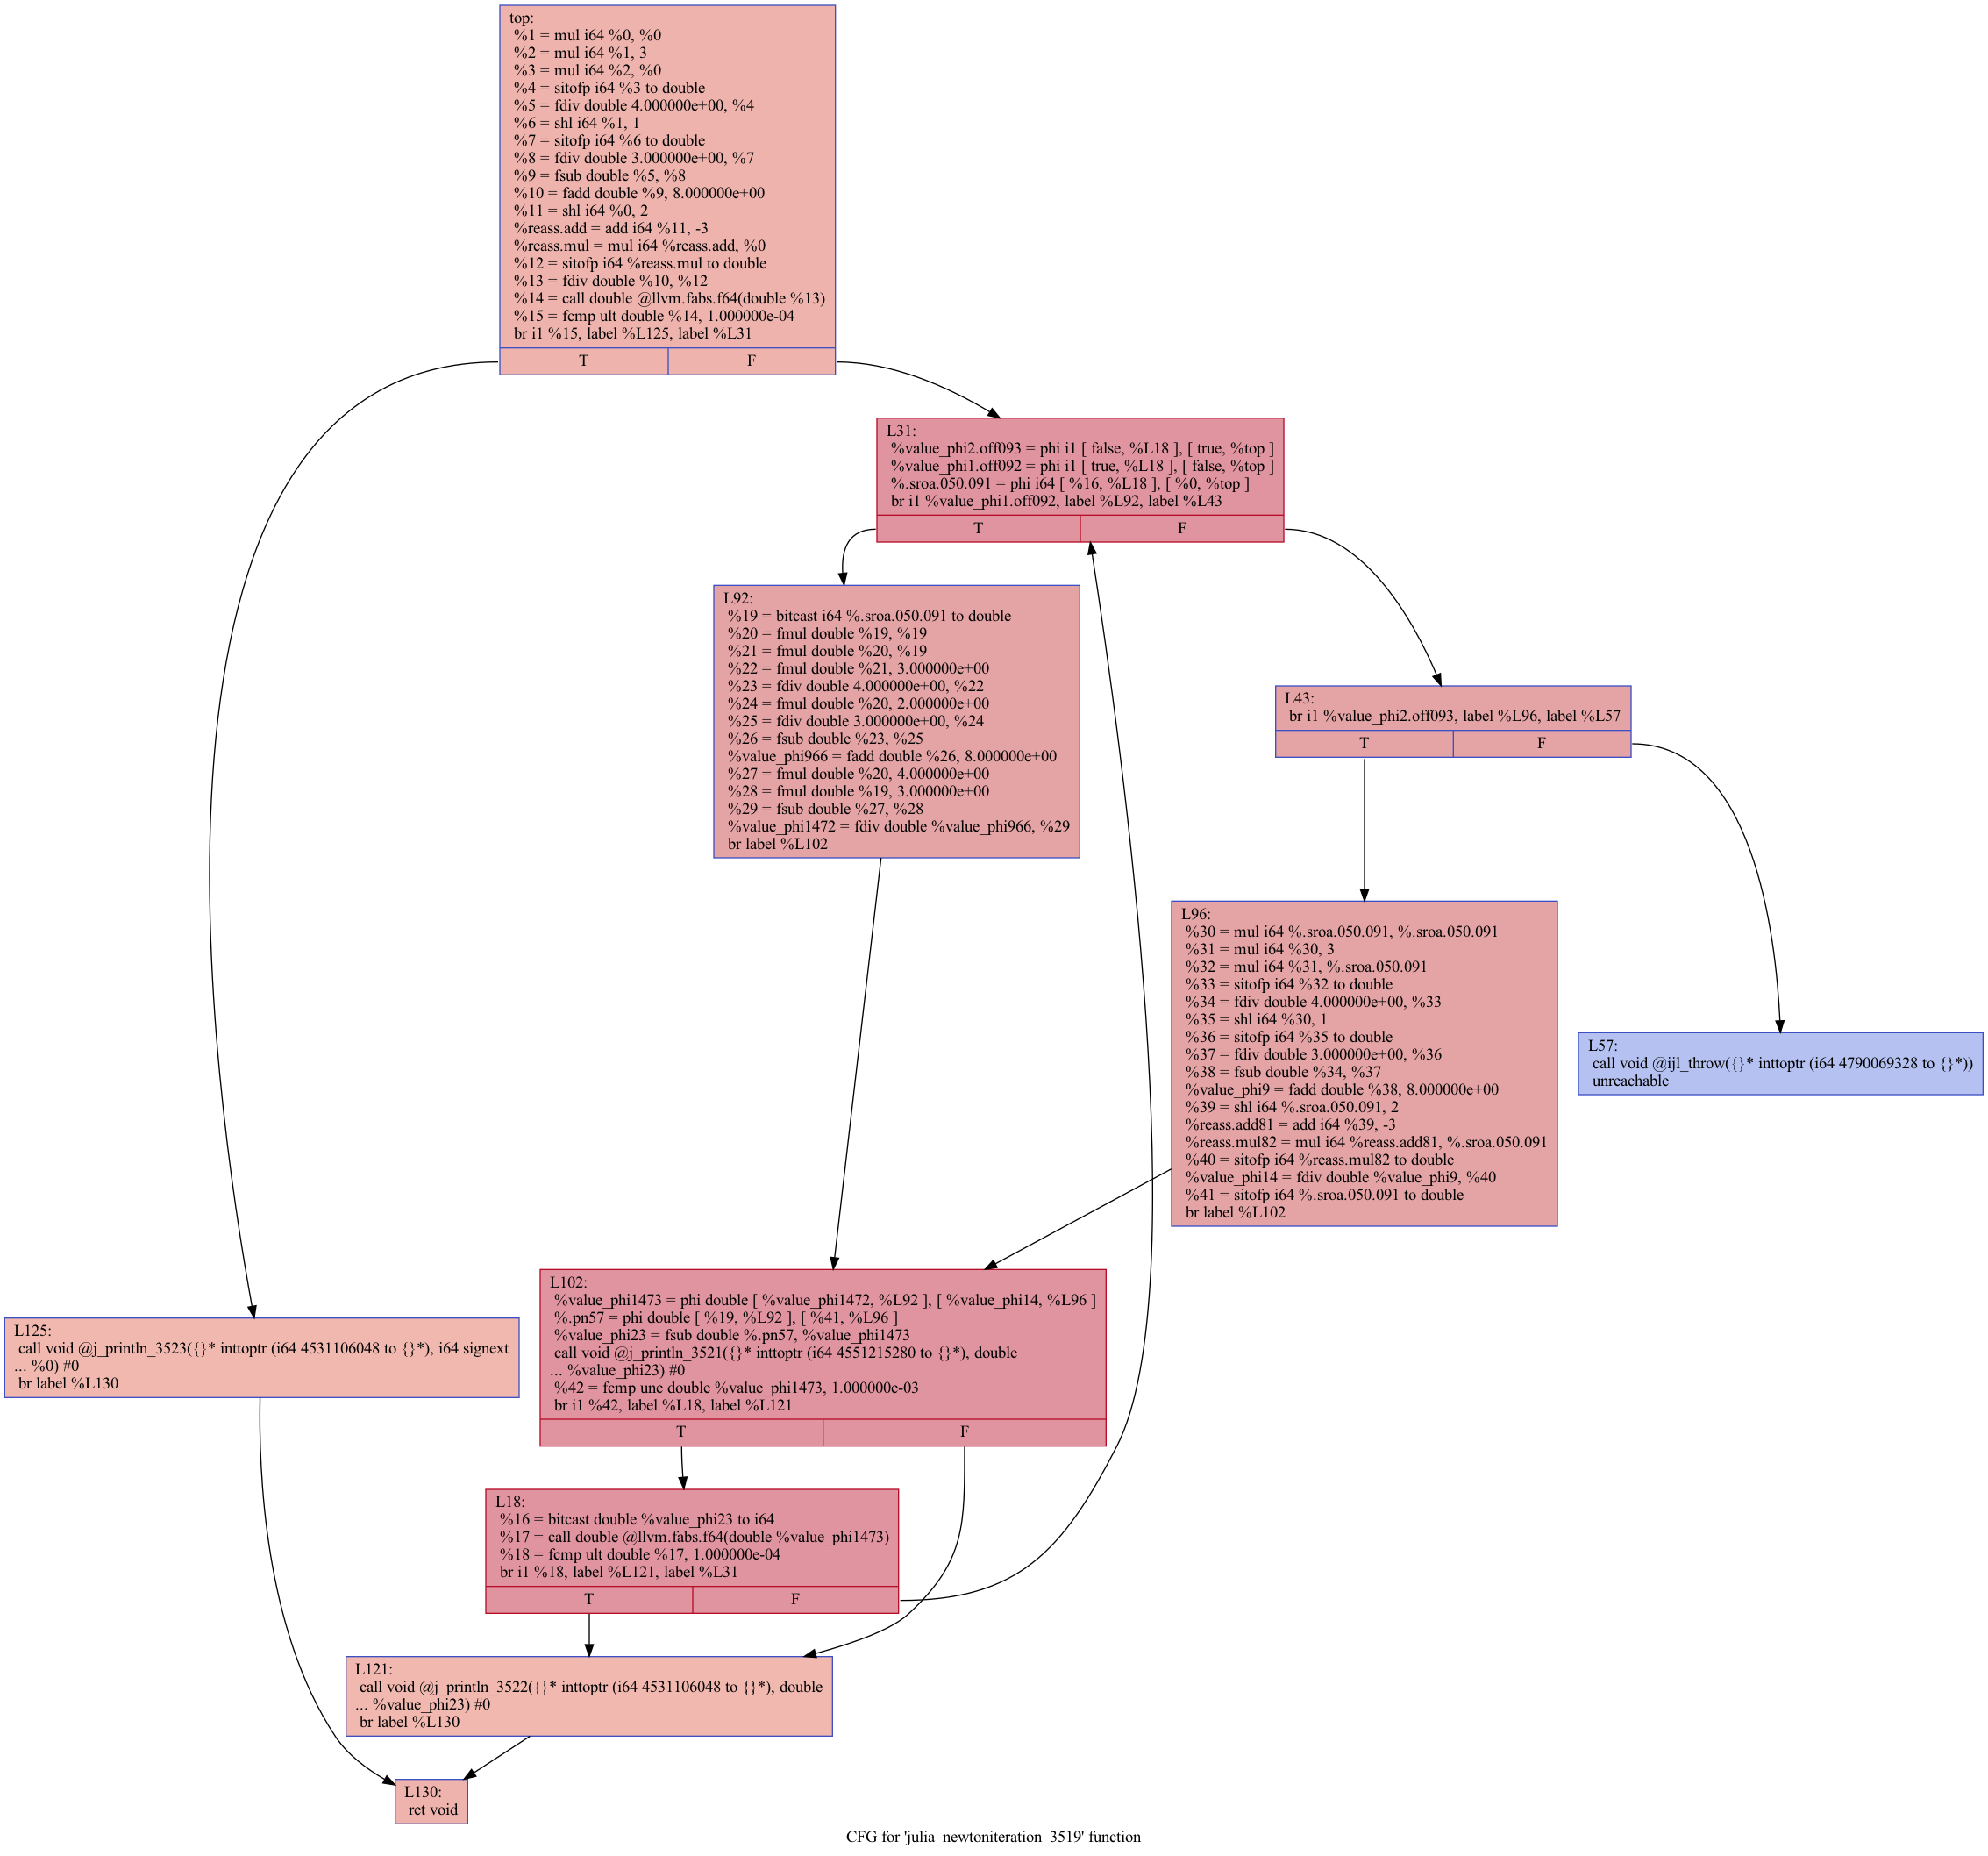 top:
%1 = mul i64 %0, %0
%2 = mul i64 %1, 3
%3 = mul i64 %2, %0
%4 = sitofp i64 %3 to double
%5 = fdiv double 4.000000e+00, %4
%6 = shl i64 %1, 1
%7 = sitofp i64 %6 to double
%8 = fdiv double 3.000000e+00, %7
%9 = fsub double %5, %8
%10 = fadd double %9, 8.000000e+00
%11 = shl i64 %0, 2
%reass.add = add i64 %11, -3
%reass.mul = mul i64 %reass.add, %0
%12 = sitofp i64 %reass.mul to double
%13 = fdiv double %10, %12
%14 = call double @llvm.fabs.f64(double %13)
%15 = fcmp ult double %14, 1.000000e-04
br i1 %15, label %L125, label %L31
T F
L31:
%value_phi2.off093 = phi i1 [ false, %L18 ], [ true, %top ]
%value_phi1.off092 = phi i1 [ true, %L18 ], [ false, %top ]
%.sroa.050.091 = phi i64 [ %16, %L18 ], [ %0, %top ]
br i1 %value_phi1.off092, label %L92, label %L43
T F
L92:
%19 = bitcast i64 %.sroa.050.091 to double
%20 = fmul double %19, %19
%21 = fmul double %20, %19
%22 = fmul double %21, 3.000000e+00
%23 = fdiv double 4.000000e+00, %22
%24 = fmul double %20, 2.000000e+00
%25 = fdiv double 3.000000e+00, %24
%26 = fsub double %23, %25
%value_phi966 = fadd double %26, 8.000000e+00
%27 = fmul double %20, 4.000000e+00
%28 = fmul double %19, 3.000000e+00
%29 = fsub double %27, %28
%value_phi1472 = fdiv double %value_phi966, %29
br label %L102
L43:
br i1 %value_phi2.off093, label %L96, label %L57
T F
L96:
%30 = mul i64 %.sroa.050.091, %.sroa.050.091
%31 = mul i64 %30, 3
%32 = mul i64 %31, %.sroa.050.091
%33 = sitofp i64 %32 to double
%34 = fdiv double 4.000000e+00, %33
%35 = shl i64 %30, 1
%36 = sitofp i64 %35 to double
%37 = fdiv double 3.000000e+00, %36
%38 = fsub double %34, %37
%value_phi9 = fadd double %38, 8.000000e+00
%39 = shl i64 %.sroa.050.091, 2
%reass.add81 = add i64 %39, -3
%reass.mul82 = mul i64 %reass.add81, %.sroa.050.091
%40 = sitofp i64 %reass.mul82 to double
%value_phi14 = fdiv double %value_phi9, %40
%41 = sitofp i64 %.sroa.050.091 to double
br label %L102
L57:
call void @ijl_throw({}* inttoptr (i64 4790069328 to {}*))
unreachable
L102:
%value_phi1473 = phi double [ %value_phi1472, %L92 ], [ %value_phi14, %L96 ]
%.pn57 = phi double [ %19, %L92 ], [ %41, %L96 ]
%value_phi23 = fsub double %.pn57, %value_phi1473
call void @j_println_3521({}* inttoptr (i64 4551215280 to {}*), double
... %value_phi23) #0
%42 = fcmp une double %value_phi1473, 1.000000e-03
br i1 %42, label %L18, label %L121
T F
L125:
call void @j_println_3523({}* inttoptr (i64 4531106048 to {}*), i64 signext
... %0) #0
br label %L130
L18:
%16 = bitcast double %value_phi23 to i64
%17 = call double @llvm.fabs.f64(double %value_phi1473)
%18 = fcmp ult double %17, 1.000000e-04
br i1 %18, label %L121, label %L31
T F
L121:
call void @j_println_3522({}* inttoptr (i64 4531106048 to {}*), double
... %value_phi23) #0
br label %L130
L130:
ret void
CFG for 'julia_newtoniteration_3519' function